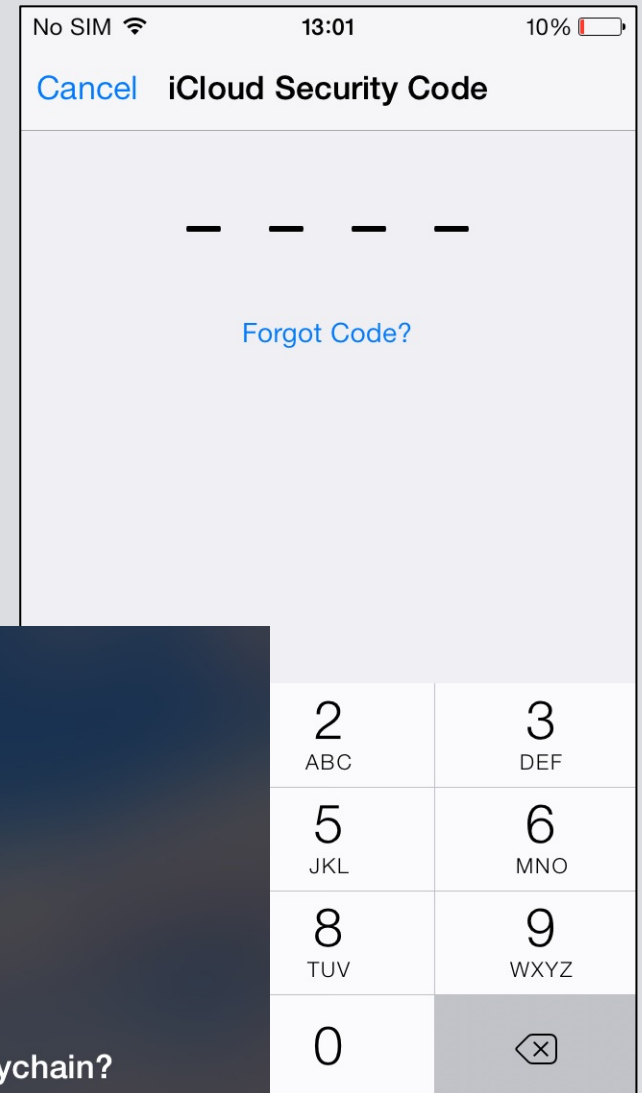 No SIM 13:01 10%
Cancel iCloud Security Code
Forgot Code?
2 3
ABC DEF
5 6
JKL MNO
8 9
TUV WXYZ
0
ychain?